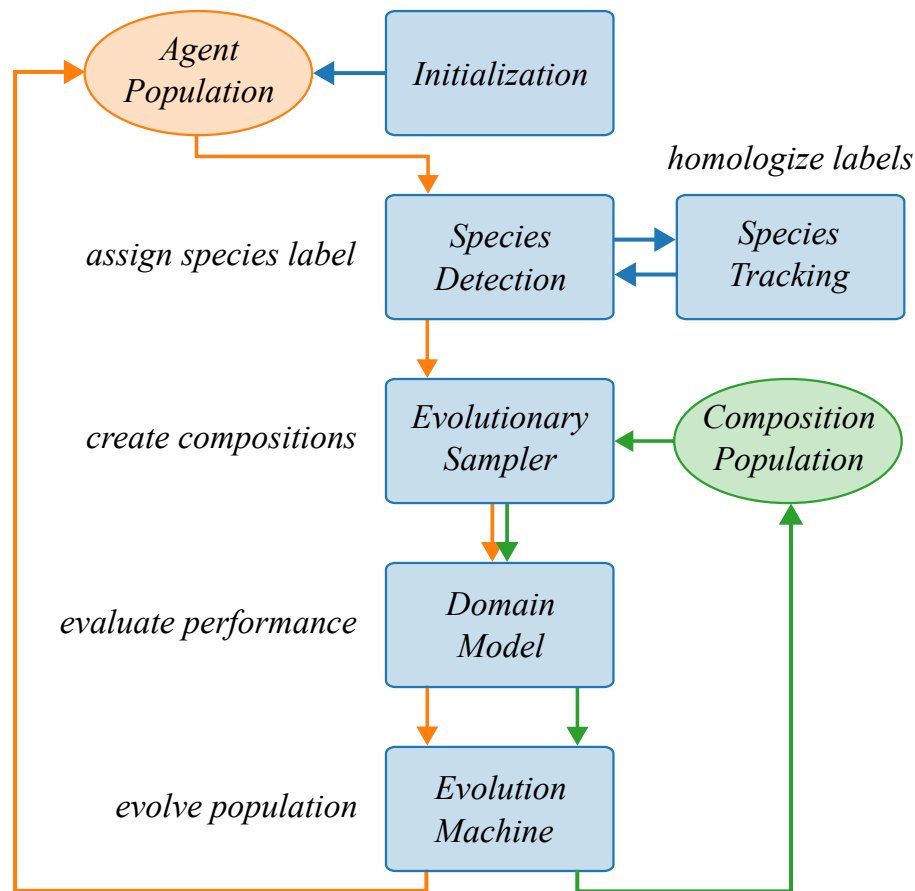 Agent
Population
Initialization
homologize labels
assign species label
Species
Detection
Species
Tracking
create compositions
Evolutionary
Sampler
Composition
Population
evaluate performance
Domain
Model
evolve population
Evolution
Machine